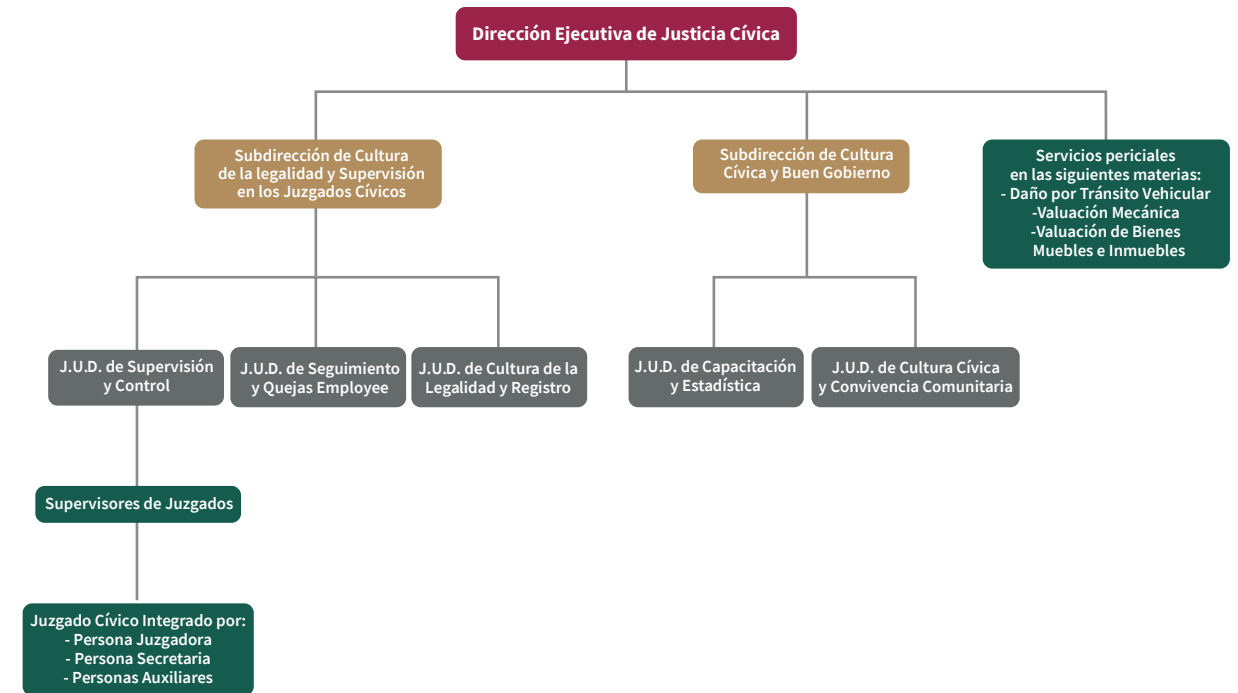 Dirección Ejecutiva de Justicia Cívica
Subdirección de Cultura
de la legalidad y Supervisión
en los Juzgados Cívicos
Subdirección de Cultura
Cívica y Buen Gobierno
Servicios periciales
en las siguientes materias:
- Daño por Tránsito Vehicular
-Valuación Mecánica
-Valuación de Bienes
Muebles e Inmuebles
J.U.D. de Supervisión
y Control
J.U.D. de Seguimiento
y Quejas Employee
J.U.D. de Cultura de la
Legalidad y Registro
J.U.D. de Capacitación
y Estadística
J.U.D. de Cultura Cívica
y Convivencia Comunitaria
Supervisores de Juzgados
Juzgado Cívico Integrado por:
- Persona Juzgadora
- Persona Secretaria
- Personas Auxiliares